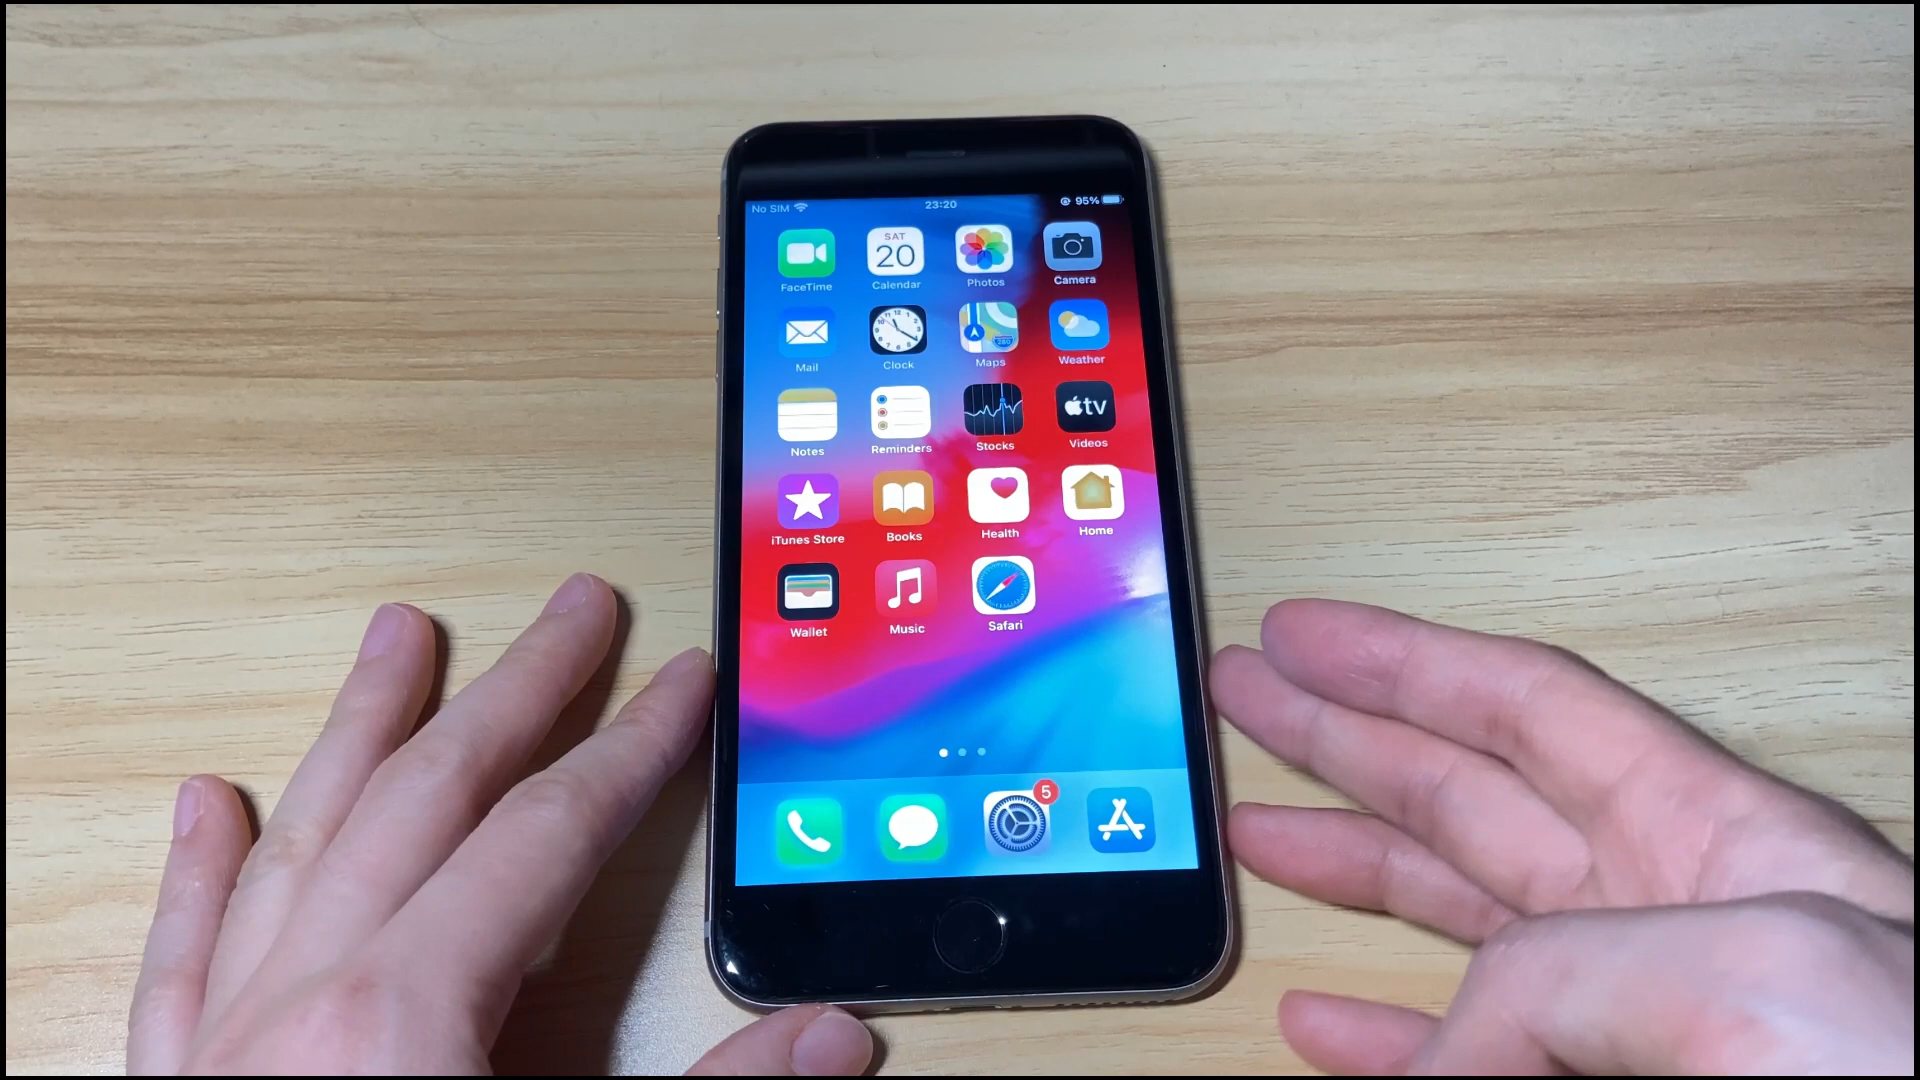 No SIM 23:20 95%
SAT
20
FaceTime Calendar Photos Camera
280
Mail Clock Maps Weather
tv
Notes Reminders Stocks Videos
iTunes Store Books Health Home
Wallet Music Safari
5